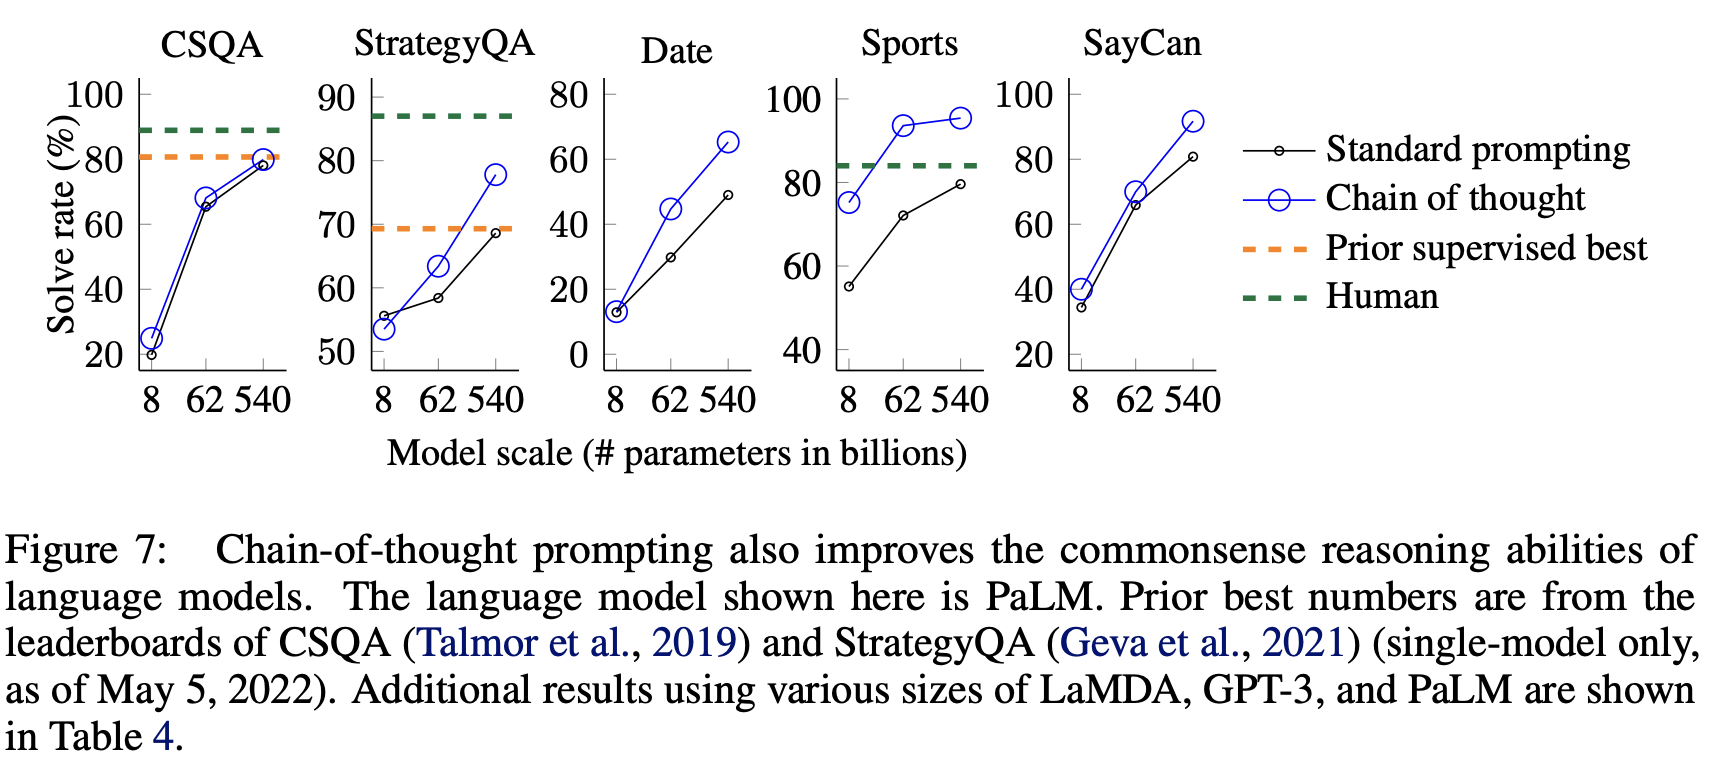 CSQA StrategyQA Date Sports SayCan
Solve rate (%)
100 80 60 40 20
90 80 70 60 50
80 60 40 20 0
100 80 60 40
100 80 60 40 20
8 62 540 8 62 540 8 62 540 8 62 540 8 62 540
Model scale (# parameters in billions)
Standard prompting
Chain of thought
Prior supervised best
Human
Figure 7: Chain-of-thought prompting also improves the commonsense reasoning abilities of
language models. The language model shown here is PaLM. Prior best numbers are from the
leaderboards of CSQA (Talmor et al., 2019) and StrategyQA (Geva et al., 2021) (single-model only,
as of May 5, 2022). Additional results using various sizes of LaMDA, GPT-3, and PaLM are shown
in Table 4.